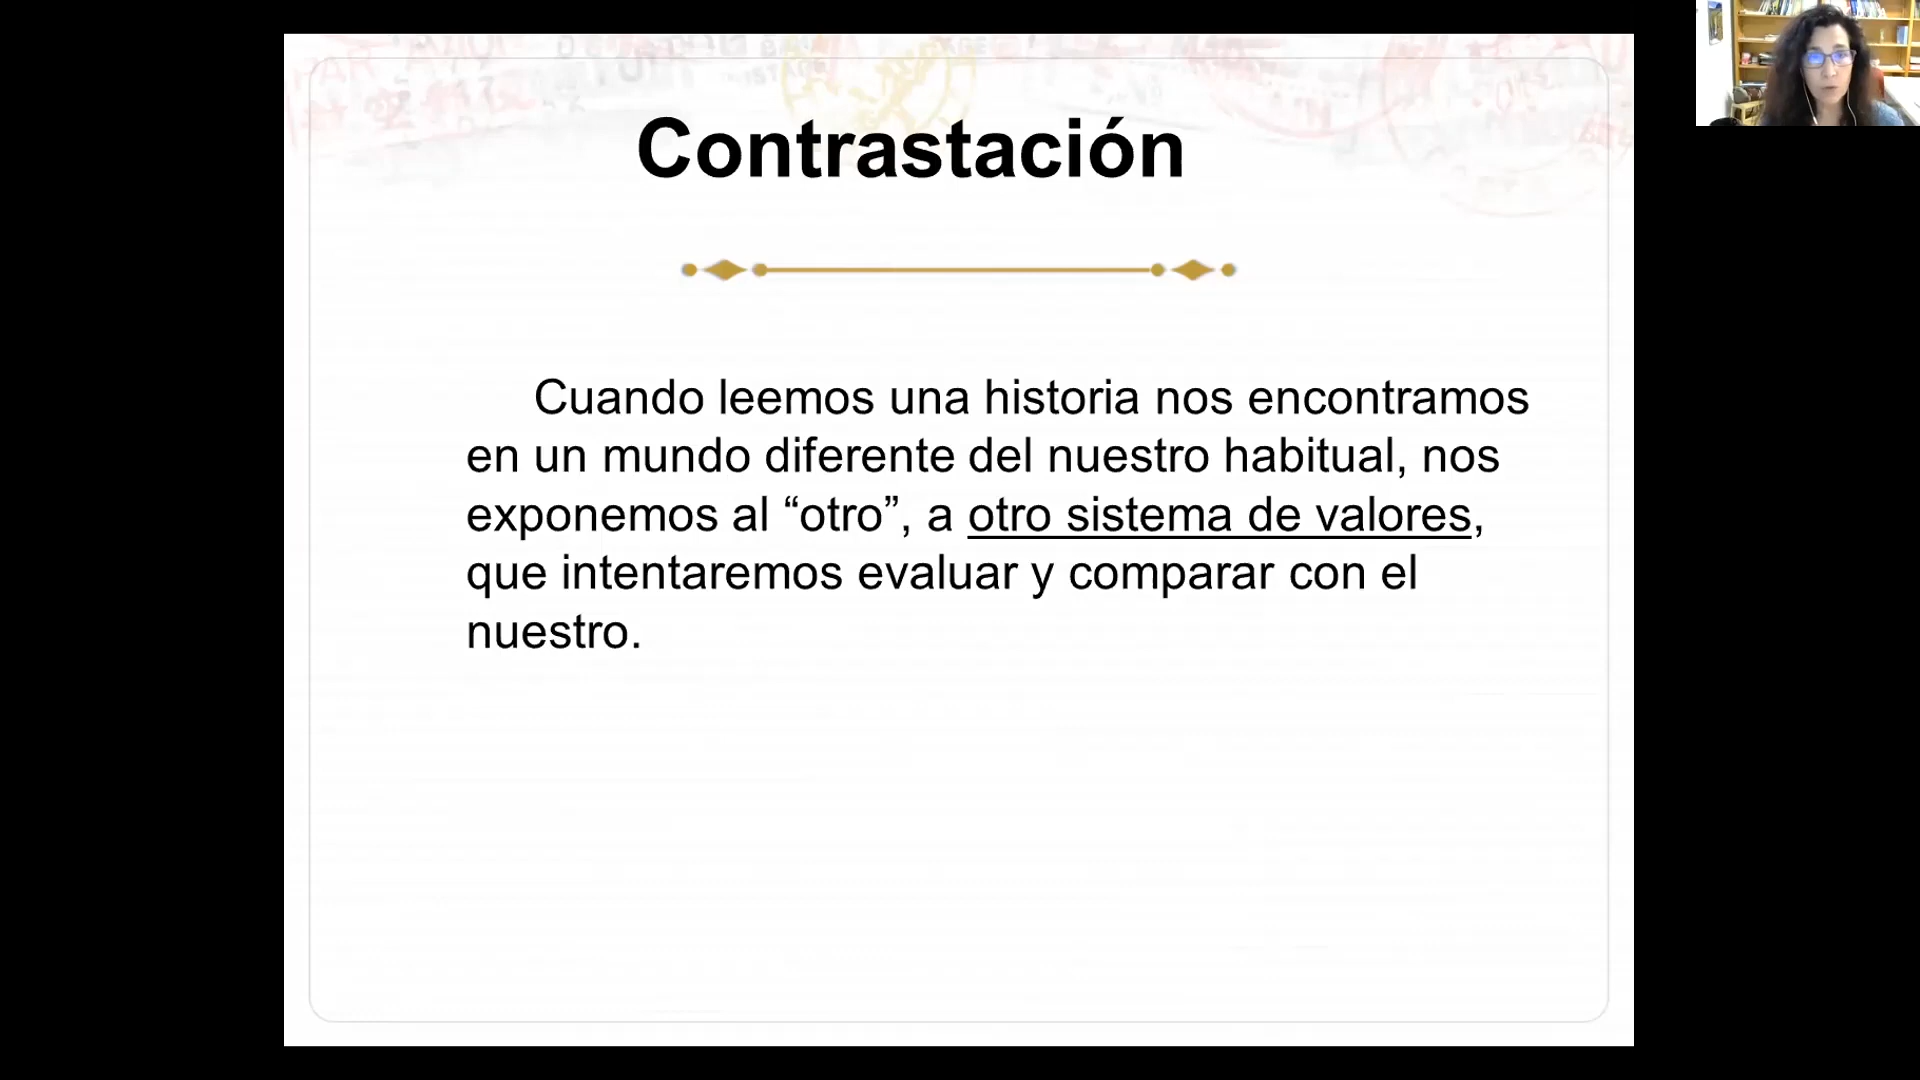 Contrastación
Cuando leemos una historia nos encontramos
en un mundo diferente del nuestro habitual, nos
exponemos al “otro”, a otro sistema de valores,
que intentaremos evaluar y comparar con el
nuestro.